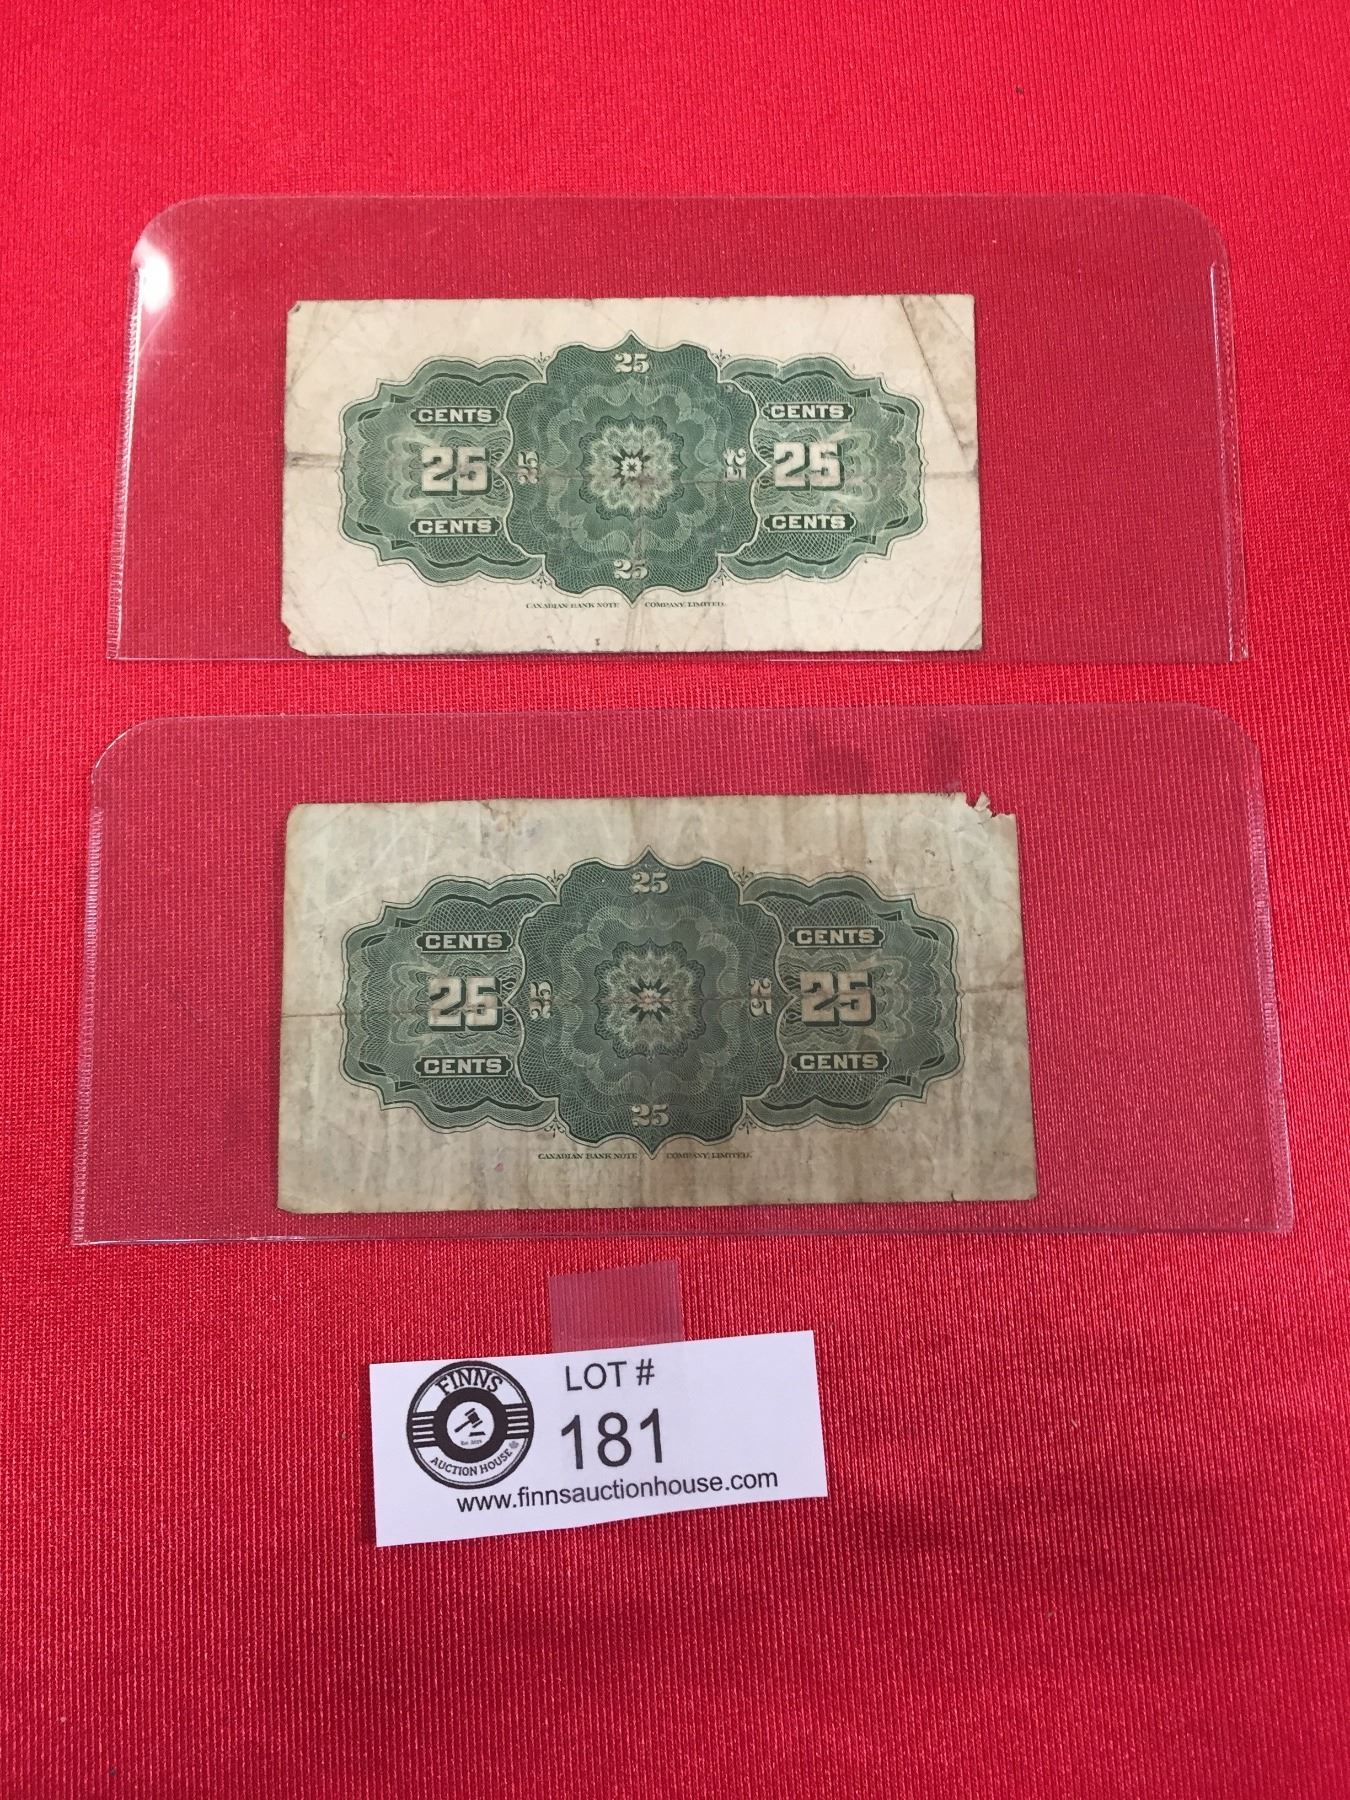 25
CENTS CENTS
25 25 25 25
CENTS CENTS
25
CANADIAN BANK NOTE COMPANY, LIMITED.
25
CENTS CENTS
25 25 25 25
CENTS CENTS
25
CANADIAN BANK NOTE COMPANY, LIMITED.
FINNS
AUCTION HOUSE
LOT #
181
www.finnsauctionhouse.com